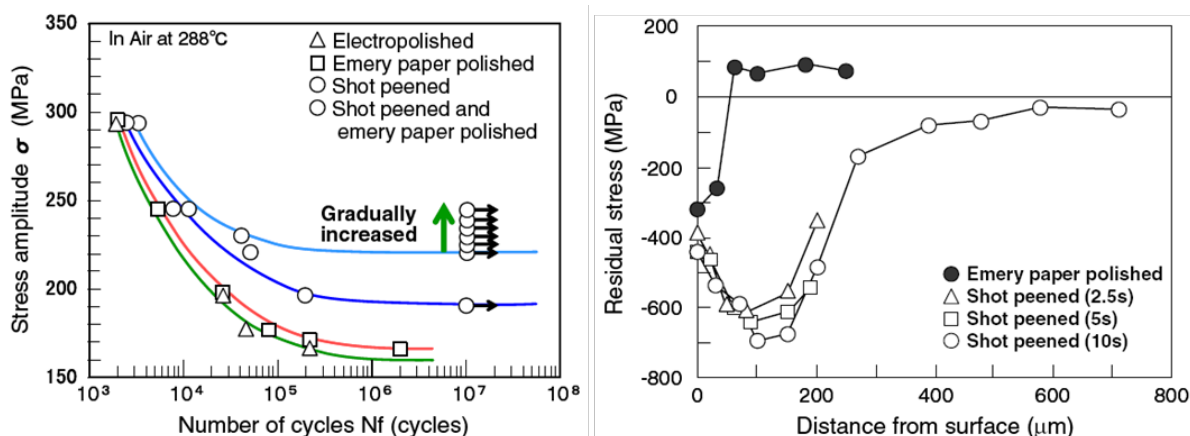 In Air at 288℃
Electropolished
Emery paper polished
Shot peened
Shot peened and
emery paper polished
Gradually
increased
Stress amplitude σ (MPa)
350
300
250
200
150
10³ 10⁴ 10⁵ 10⁶ 10⁷ 10⁸
Number of cycles Nf (cycles)
Residual stress (MPa)
200
0
-200
-400
-600
-800
Emery paper polished
Shot peened (2.5s)
Shot peened (5s)
Shot peened (10s)
0 200 400 600 800
Distance from surface (μm)